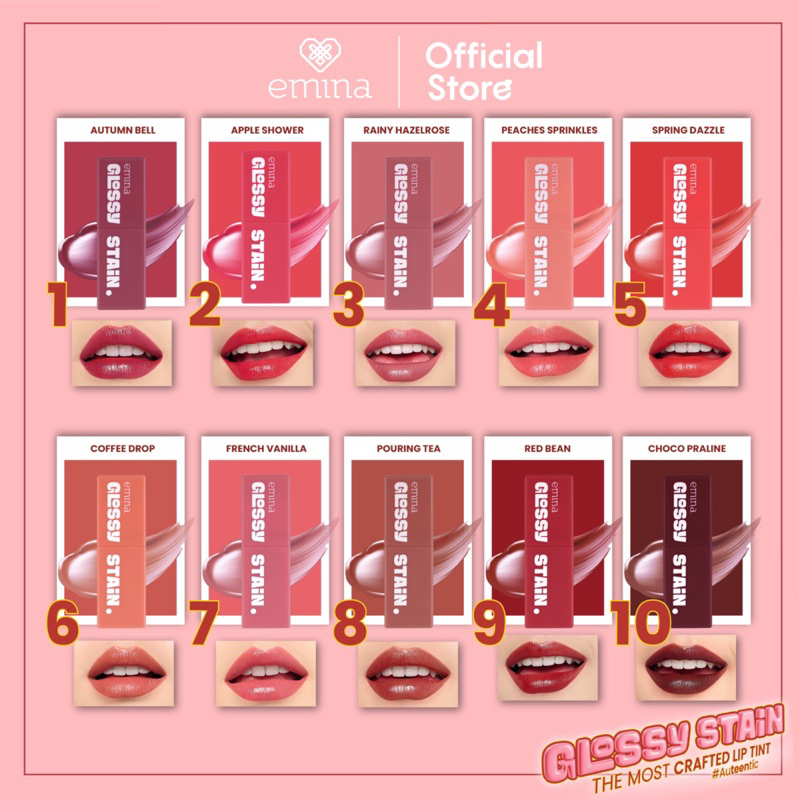 emina
Official
Store
AUTUMN BELL
APPLE SHOWER
RAINY HAZELROSE
PEACHES SPRINKLES
SPRING DAZZLE
emina
GLOSSY STAIN.
emina
GLOSSY STAIN.
emina
GLOSSY STAIN.
emina
GLOSSY STAIN.
emina
GLOSSY STAIN.
1
2
3
4
5
COFFEE DROP
FRENCH VANILLA
POURING TEA
RED BEAN
CHOCO PRALINE
emina
GLOSSY STAIN.
emina
GLOSSY STAIN.
emina
GLOSSY STAIN.
emina
GLOSSY STAIN.
emina
GLOSSY STAIN.
6
7
8
9
10
GLOSSY STAIN
THE MOST CRAFTED LIP TINT
#Auteentic